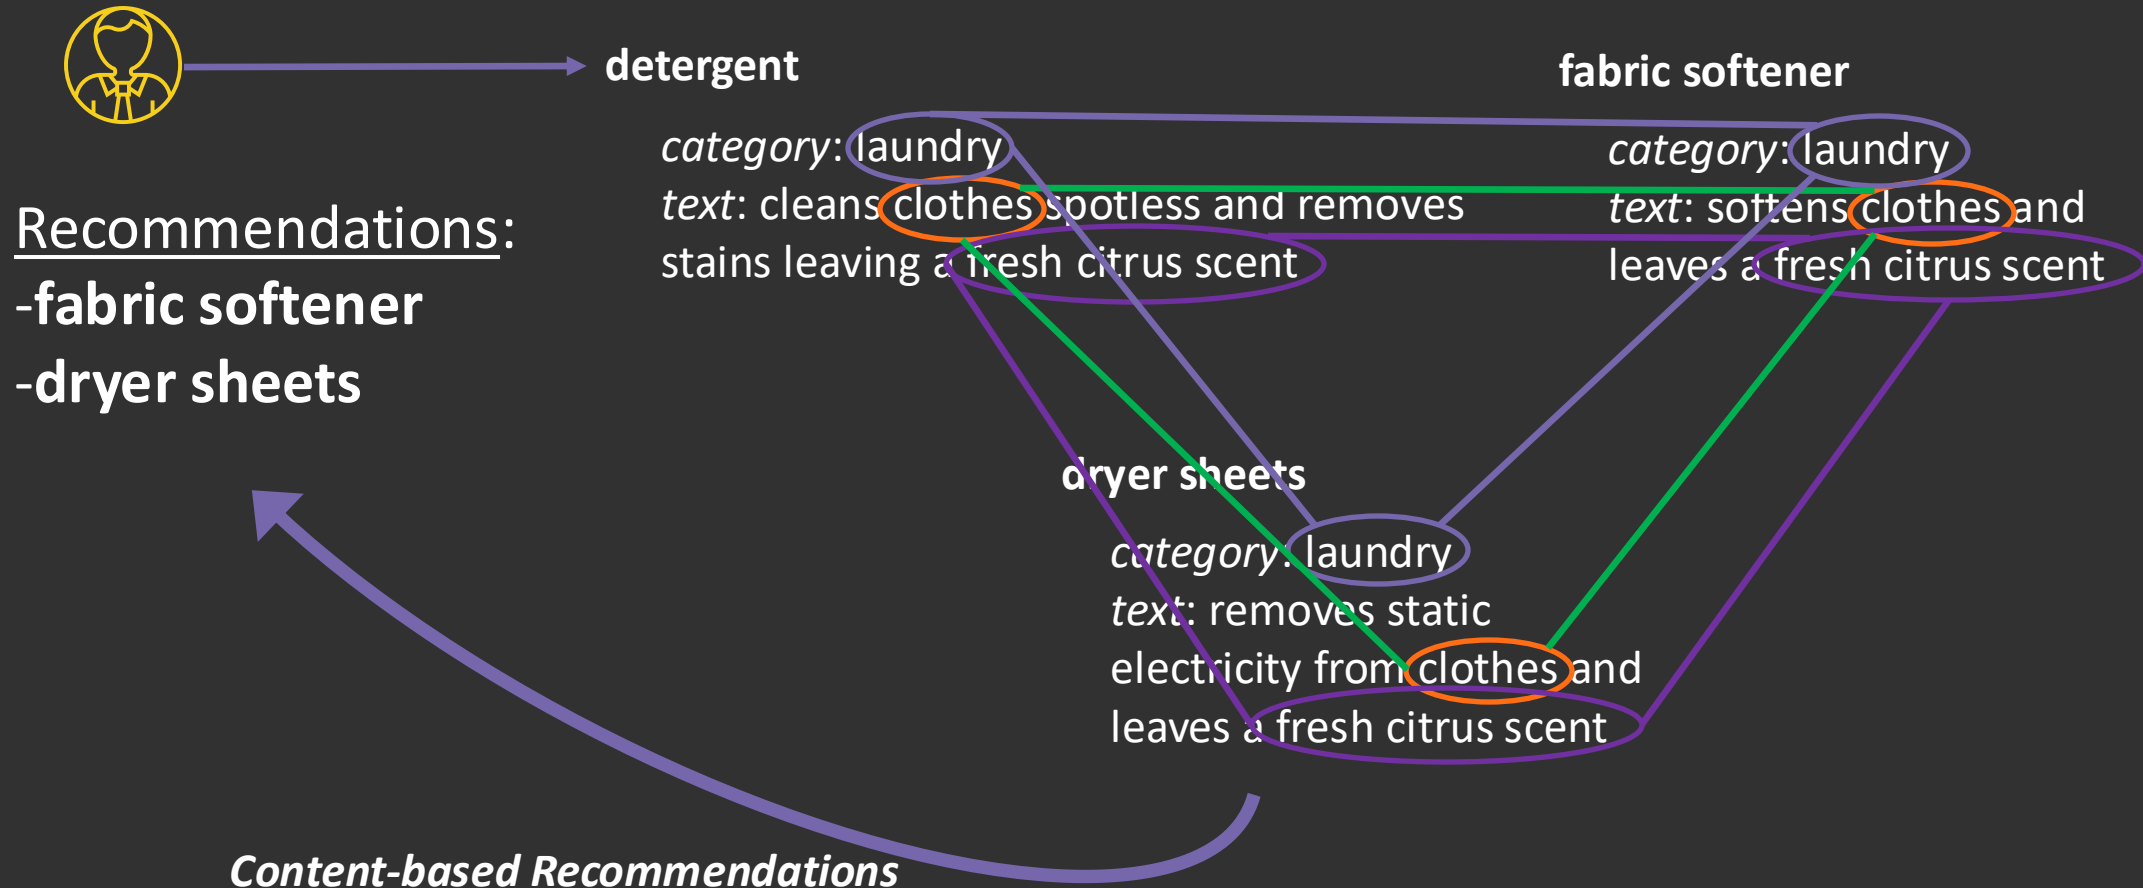 detergent
category: laundry
text: cleans clothes spotless and removes
stains leaving a fresh citrus scent
fabric softener
category: laundry
text: softens clothes and
leaves a fresh citrus scent
Recommendations:
-fabric softener
-dryer sheets
dryer sheets
category: laundry
text: removes static
electricity from clothes and
leaves a fresh citrus scent
Content-based Recommendations